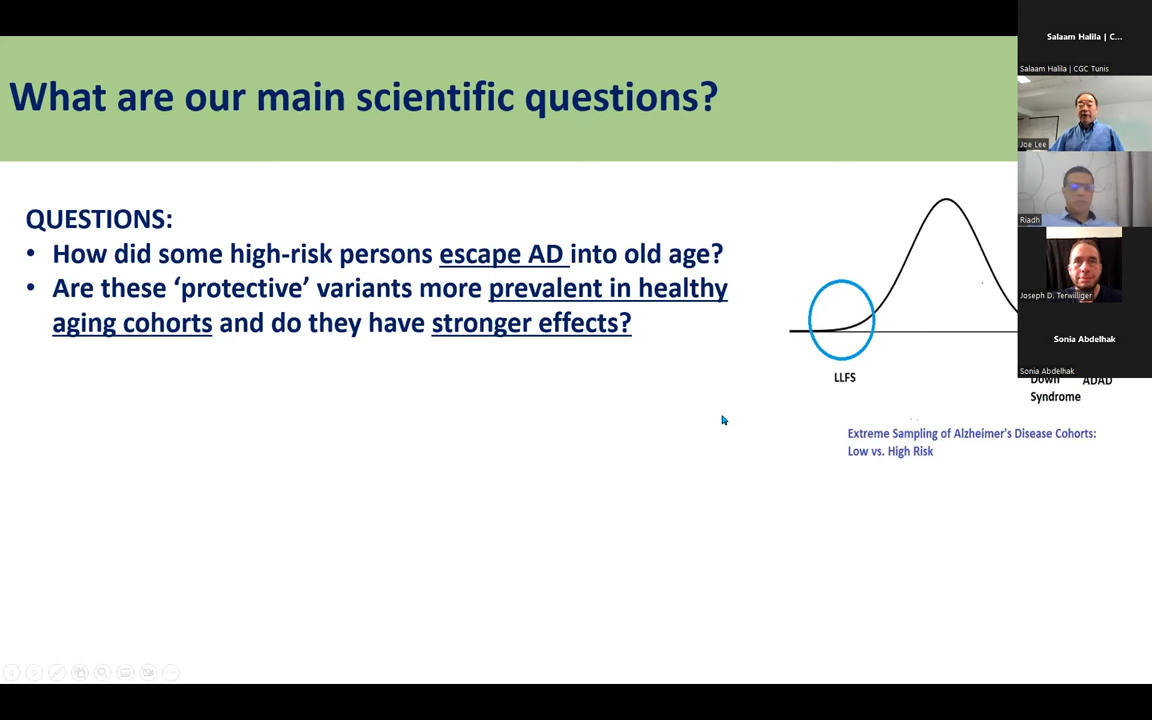 What are our main scientific questions?
QUESTIONS:
• How did some high-risk persons escape AD into old age?
• Are these ‘protective’ variants more prevalent in healthy
aging cohorts and do they have stronger effects?
LLFS
Down ADAD
Syndrome
Extreme Sampling of Alzheimer's Disease Cohorts:
Low vs. High Risk
Salaam Halila | C...
Salaam Halila | CGC Tunis
Joe Lee
Riadh
Joseph D. Terwilliger
Sonia Abdelhak
Sonia Abdelhak